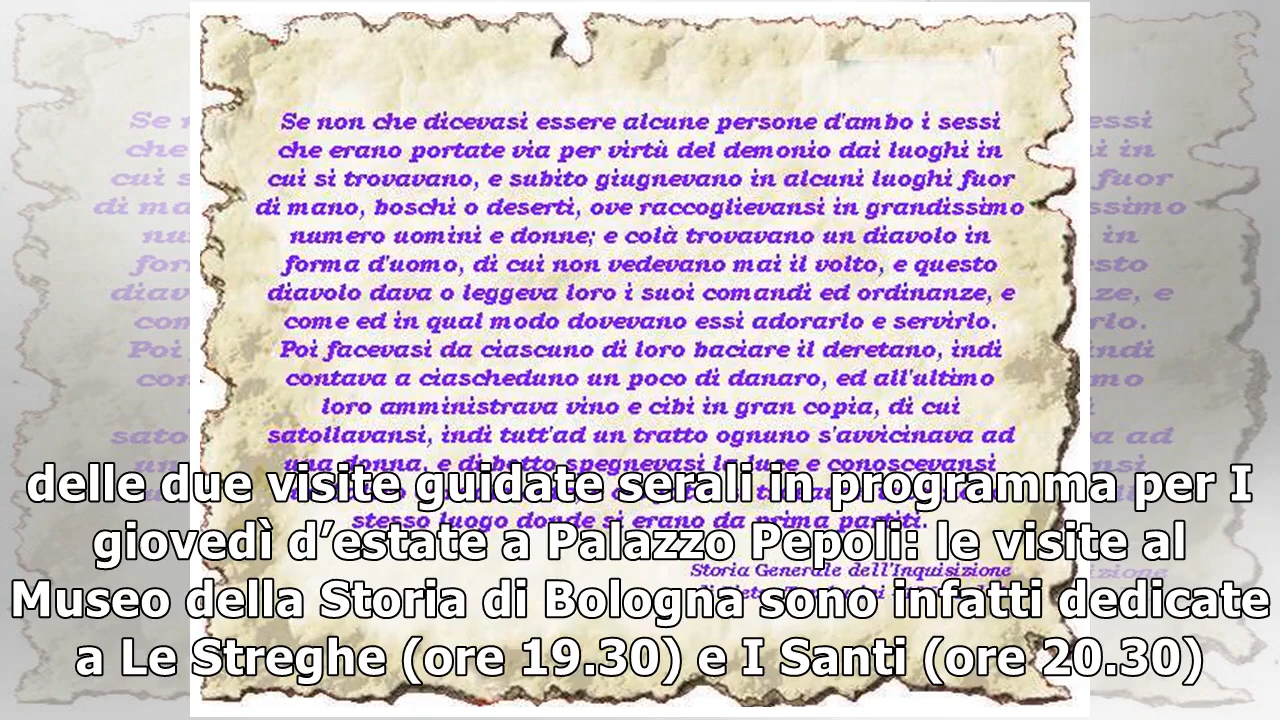 Se non che dicevasi essere alcune persone d'ambo i sessi
che erano portate via per virtù del demonio dai luoghi in
cui si trovavano, e subito giugnevano in alcuni luoghi fuor
di mano, boschi o deserti, ove raccoglievansi in grandissimo
numero uomini e donne; e colà trovavano un diavolo in
forma d'uomo, di cui non vedevano mai il volto, e questo
diavolo dava o leggeva loro i suoi comandi ed ordinanze, e
come ed in qual modo dovevano essi adorarlo e servirlo.
Poi facevasi da ciascuno di loro baciare il deretano, indi
contava a ciascheduno un poco di danaro, ed all'ultimo
loro amministrava vino e cibi in gran copia, di cui
satollavansi, indi tutt'ad un tratto ognuno s'avvicinava ad
una donna, e di botto spegnevasi la luce e conoscevansi
stesso luogo donde si erano da prima partiti.
Storia Generale dell'Inquisizione
delle due visite guidate serali in programma per I
giovedì d’estate a Palazzo Pepoli: le visite al
Museo della Storia di Bologna sono infatti dedicate
a Le Streghe (ore 19.30) e I Santi (ore 20.30)